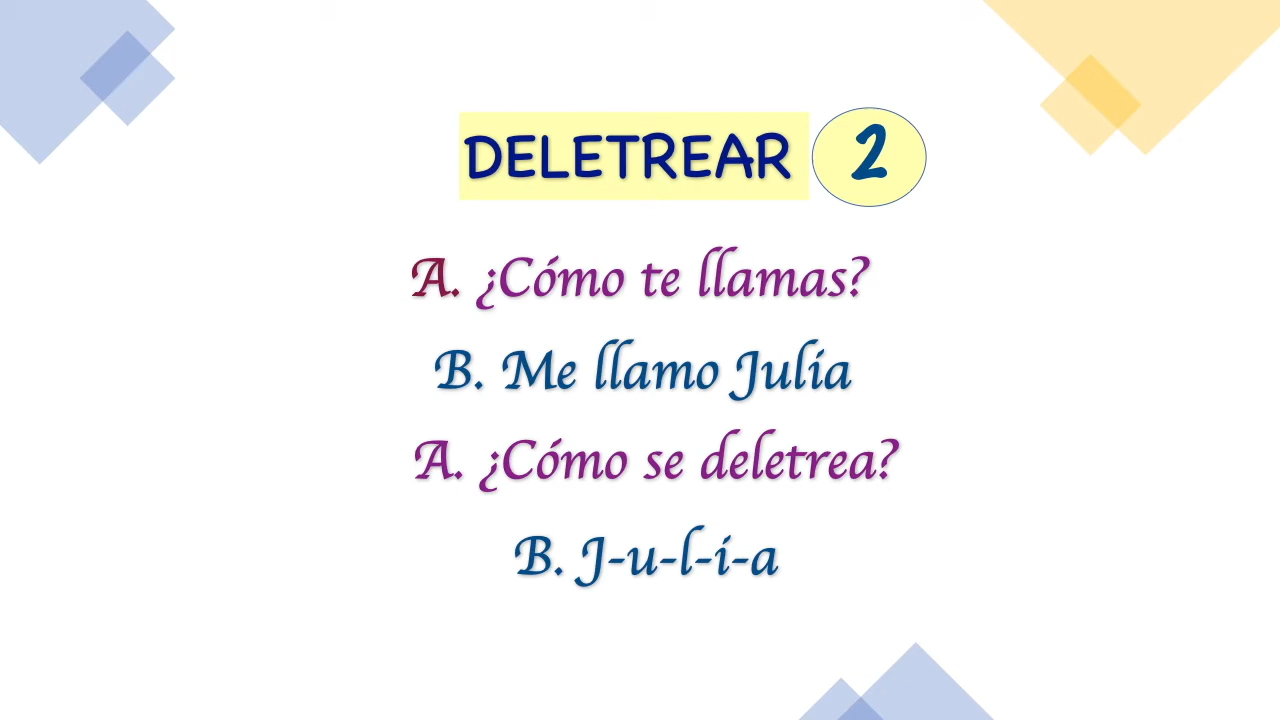 DELETREAR 2
A. ¿Cómo te llamas?
B. Me llamo Julia
A. ¿Cómo se deletrea?
B. J-u-l-i-a